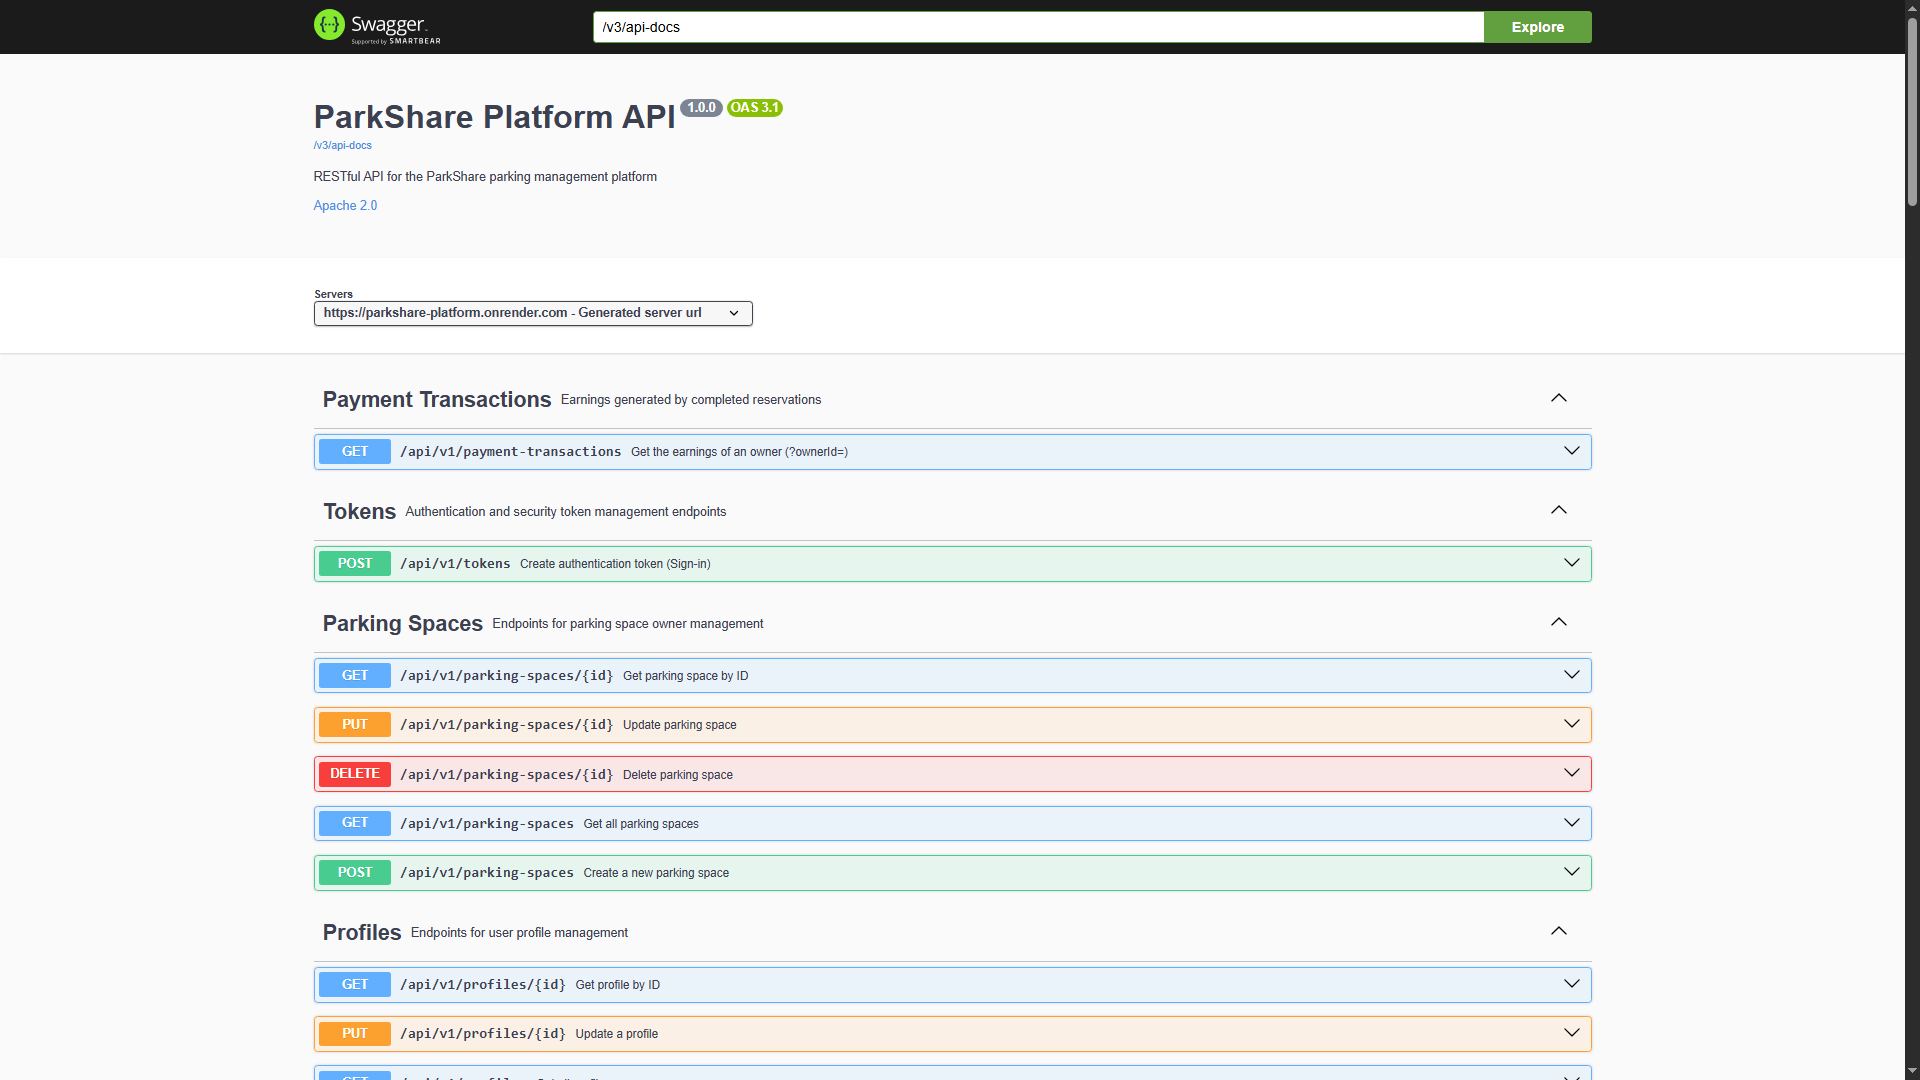 Swagger
Supported by SMARTBEAR
/v3/api-docs
Explore
ParkShare Platform API 1.0.0 OAS 3.1
/v3/api-docs
RESTful API for the ParkShare parking management platform
Apache 2.0
Servers
https://parkshare-platform.onrender.com - Generated server url
Payment Transactions Earnings generated by completed reservations
GET /api/v1/payment-transactions Get the earnings of an owner (?ownerId=)
Tokens Authentication and security token management endpoints
POST /api/v1/tokens Create authentication token (Sign-in)
Parking Spaces Endpoints for parking space owner management
GET /api/v1/parking-spaces/{id} Get parking space by ID
PUT /api/v1/parking-spaces/{id} Update parking space
DELETE /api/v1/parking-spaces/{id} Delete parking space
GET /api/v1/parking-spaces Get all parking spaces
POST /api/v1/parking-spaces Create a new parking space
Profiles Endpoints for user profile management
GET /api/v1/profiles/{id} Get profile by ID
PUT /api/v1/profiles/{id} Update a profile
GET